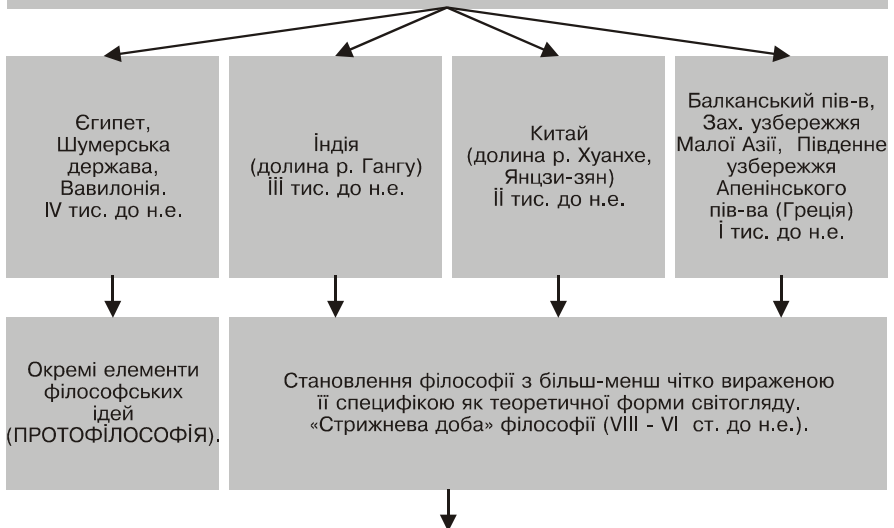 Єгипет,
Шумерська
держава,
Вавилонія.
IV тис. до н.е.
Індія
(долина р. Гангу)
ІІІ тис. до н.е.
Китай
(долина р. Хуанхе,
Янцзи-зян)
ІІ тис. до н.е.
Балканський пів-в,
Зах. узбережжя
Малої Азії, Південне
узбережжя
Апенінського
пів-ва (Греція)
І тис. до н.е.
Окремі елементи
філософських
ідей
(ПРОТОФІЛОСОФІЯ).
Становлення філософії з більш-менш чітко вираженою
її специфікою як теоретичної форми світогляду.
«Стрижнева доба» філософії (VIII - VI ст. до н.е.).